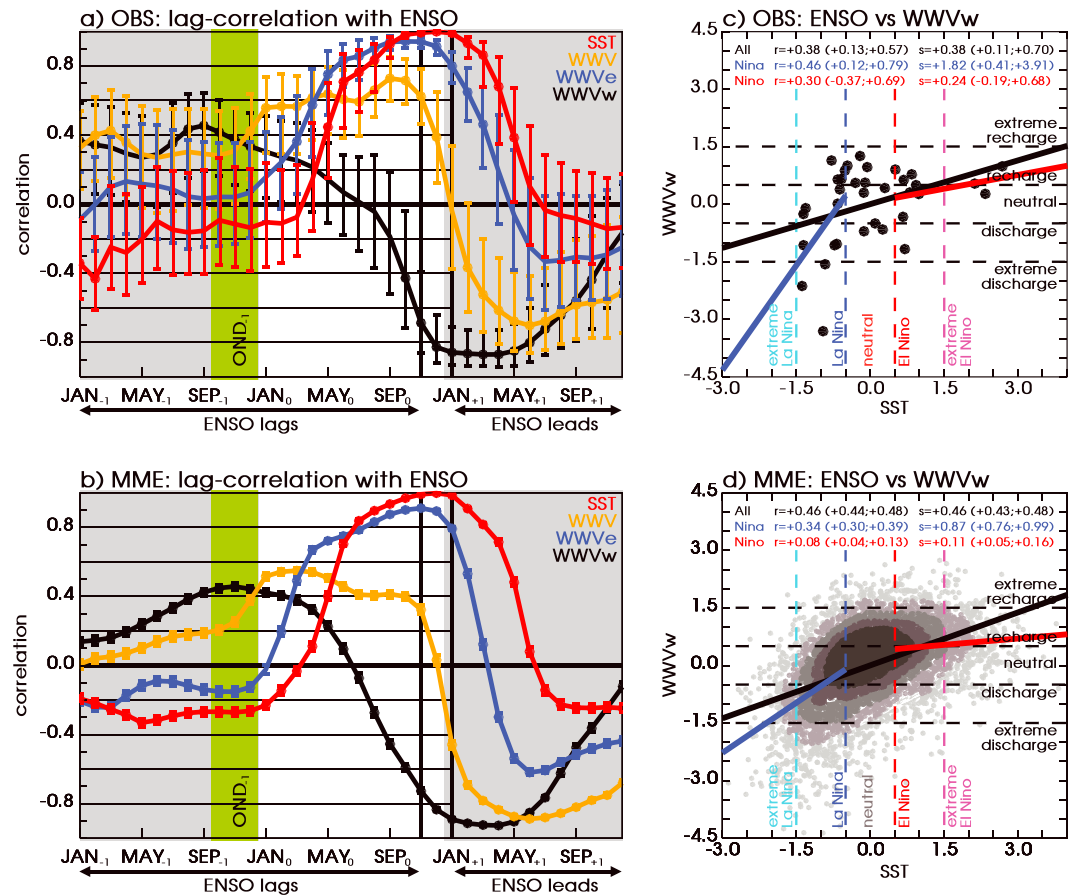 a) OBS: lag-correlation with ENSO
SST
WWV
WWVe
WWVw
0.8
0.4
0.0
-0.4
-0.8
correlation
OND-1
JAN-1 MAY-1 SEP-1 JAN0 MAY0 SEP0 JAN+1 MAY+1 SEP+1
ENSO lags ENSO leads
c) OBS: ENSO vs WWVw
All r=+0.38 (+0.13;+0.57) s=+0.38 (+0.11;+0.70)
Nina r=+0.46 (+0.12;+0.79) s=+1.82 (+0.41;+3.91)
Nino r=+0.30 (-0.37;+0.69) s=+0.24 (-0.19;+0.68)
4.5
3.0
1.5
0.0
-1.5
-3.0
-4.5
WWVw
extreme
recharge
recharge
neutral
discharge
extreme
discharge
extreme
La Nina
La Nina
neutral
El Nino
extreme
El Nino
-3.0 -1.5 0.0 1.5 3.0
SST
b) MME: lag-correlation with ENSO
SST
WWV
WWVe
WWVw
0.8
0.4
0.0
-0.4
-0.8
correlation
OND-1
JAN-1 MAY-1 SEP-1 JAN0 MAY0 SEP0 JAN+1 MAY+1 SEP+1
ENSO lags ENSO leads
d) MME: ENSO vs WWVw
All r=+0.46 (+0.44;+0.48) s=+0.46 (+0.43;+0.48)
Nina r=+0.34 (+0.30;+0.39) s=+0.87 (+0.76;+0.99)
Nino r=+0.08 (+0.04;+0.13) s=+0.11 (+0.05;+0.16)
4.5
3.0
1.5
0.0
-1.5
-3.0
-4.5
WWVw
extreme
recharge
recharge
neutral
discharge
extreme
discharge
extreme
La Nina
La Nina
neutral
El Nino
extreme
El Nino
-3.0 -1.5 0.0 1.5 3.0
SST